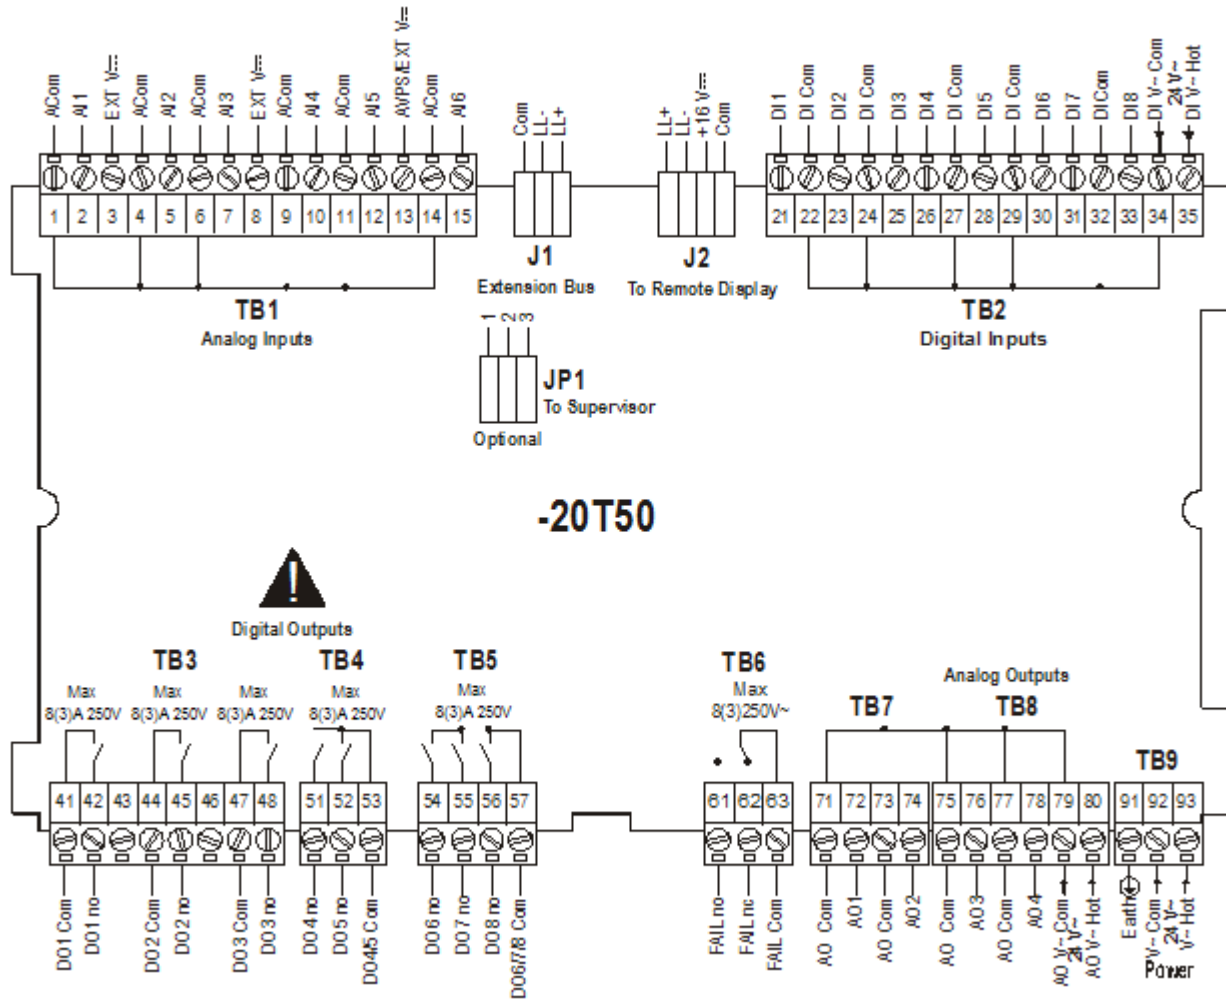 ACom AI1 EXT V ACom AI2 ACom AI3 EXT V ACom AI4 ACom AI5 AVPS/EXT V ACom AI6
Com LL- LL+
LL+ LL- +16 V Com
DI1 DI Com DI2 DI Com DI3 DI4 DI Com DI5 DI Com DI6 DI7 DI Com DI8 DI V~ Com 24 V~ DI V~ Hot
1 2 3 4 5 6 7 8 9 10 11 12 13 14 15
21 22 23 24 25 26 27 28 29 30 31 32 33 34 35
J1
Extension Bus
J2
To Remote Display
TB1
Analog Inputs
TB2
Digital Inputs
1 2 3
JP1
To Supervisor
Optional
-20T50
!
Digital Outputs
TB3
Max
8(3)A 250V
Max
8(3)A 250V
Max
8(3)A 250V
TB4
Max
8(3)A 250V
TB5
Max
8(3)A 250V
TB6
Max
8(3)250V~
Analog Outputs
TB7
TB8
TB9
41 42 43 44 45 46 47 48
51 52 53
54 55 56 57
61 62 63
71 72 73 74
75 76 77 78 79 80
91 92 93
DO1 Com DO1 no DO2 Com DO2 no DO3 Com DO3 no
DO4 no DO5 no DO4/5 Com
DO6 no DO7 no DO8 no DO6/7/8 Com
FAIL no FAIL nc FAIL Com
AO Com AO1 AO Com AO2
AO Com AO3 AO Com AO4 AO V~ Com 24 V~ AO V~ Hot
Earth V~ Com 24 V~ V~ Hot
Power